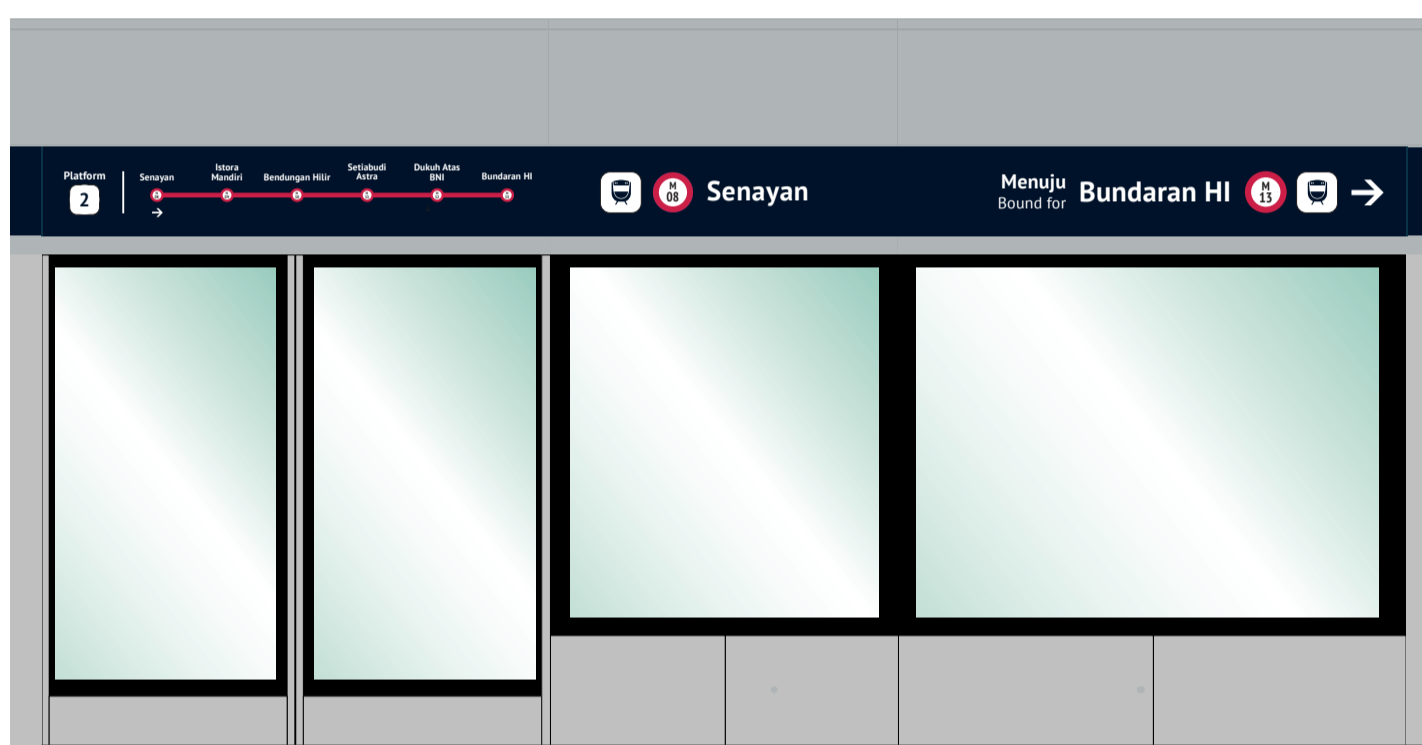 Platform
2
Senayan
Istora
Mandiri
Bendungan Hilir
Setiabudi
Astra
Dukuh Atas
BNI
Bundaran HI
M
08
Senayan
Menuju
Bound for
Bundaran HI
M
13